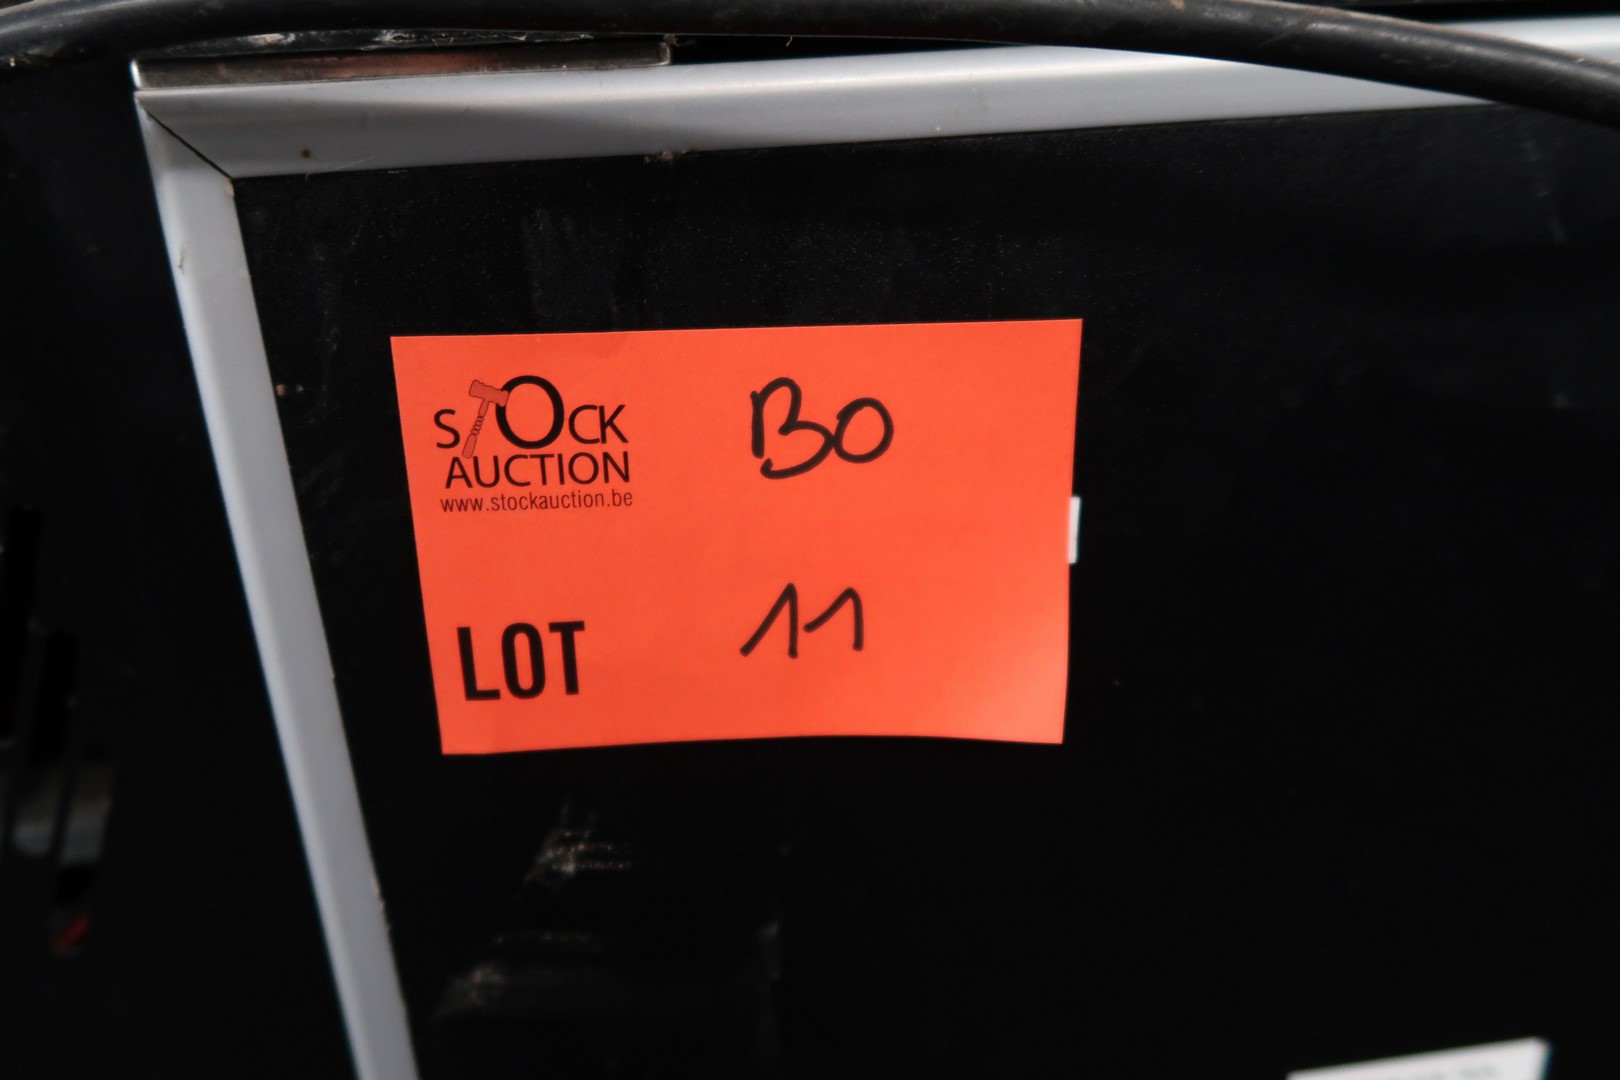 STOCK
AUCTION
www.stockauction.be
BO
LOT 11